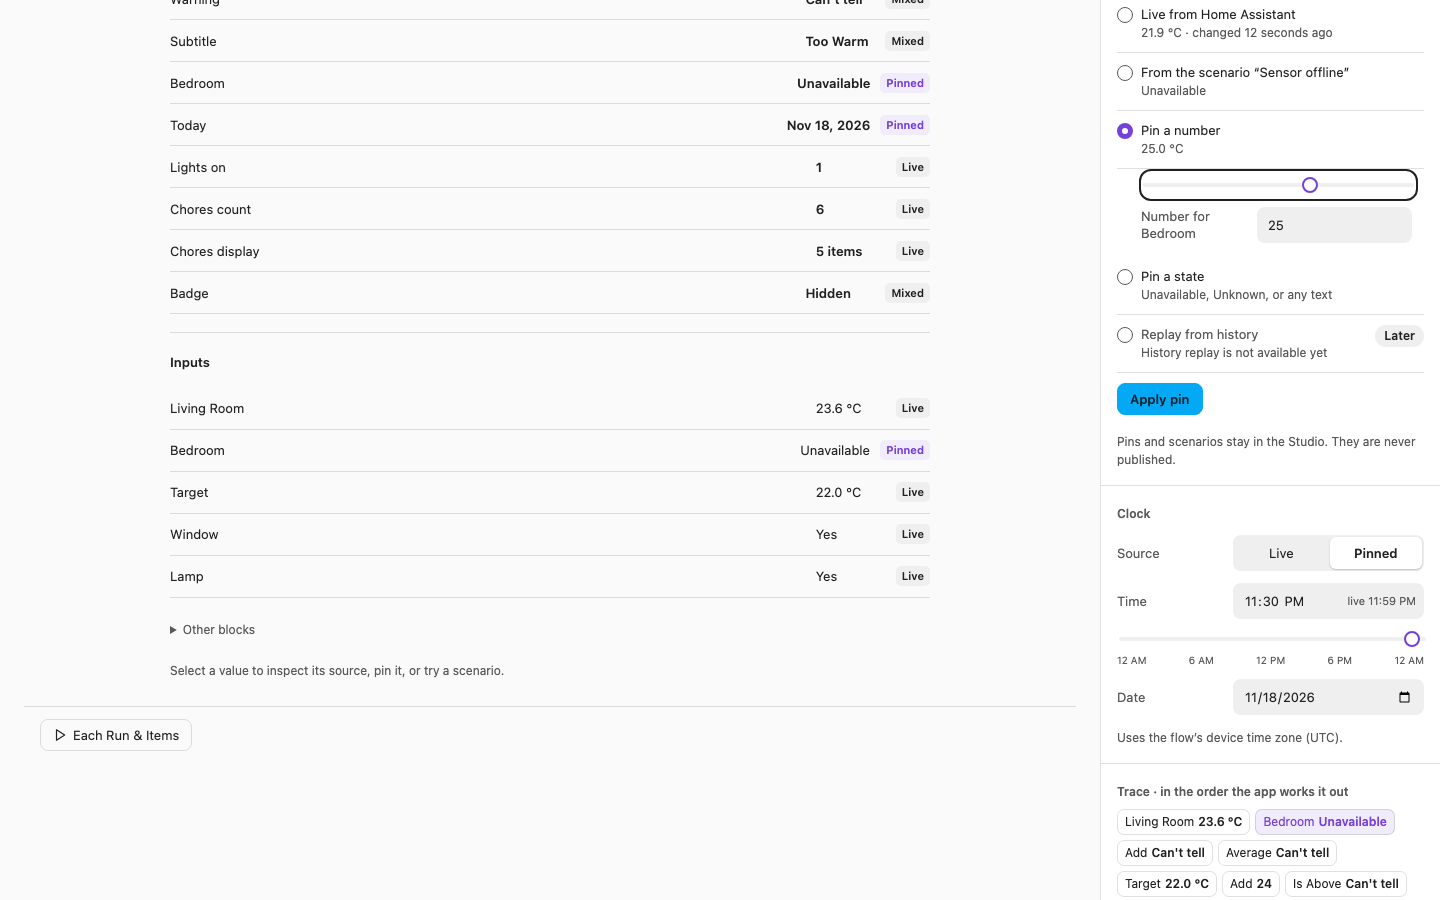 Warning Can't tell Mixed
Subtitle Too Warm Mixed
Bedroom Unavailable Pinned
Today Nov 18, 2026 Pinned
Lights on 1 Live
Chores count 6 Live
Chores display 5 items Live
Badge Hidden Mixed
Inputs
Living Room 23.6 °C Live
Bedroom Unavailable Pinned
Target 22.0 °C Live
Window Yes Live
Lamp Yes Live
Other blocks
Select a value to inspect its source, pin it, or try a scenario.
Each Run & Items
Live from Home Assistant
21.9 °C · changed 12 seconds ago
From the scenario “Sensor offline”
Unavailable
Pin a number
25.0 °C
Number for
Bedroom
25
Pin a state
Unavailable, Unknown, or any text
Replay from history
Later
History replay is not available yet
Apply pin
Pins and scenarios stay in the Studio. They are never
published.
Clock
Source Live Pinned
Time 11:30 PM live 11:59 PM
12 AM 6 AM 12 PM 6 PM 12 AM
Date 11/18/2026
Uses the flow’s device time zone (UTC).
Trace · in the order the app works it out
Living Room 23.6 °C Bedroom Unavailable
Add Can't tell Average Can't tell
Target 22.0 °C Add 24 Is Above Can't tell